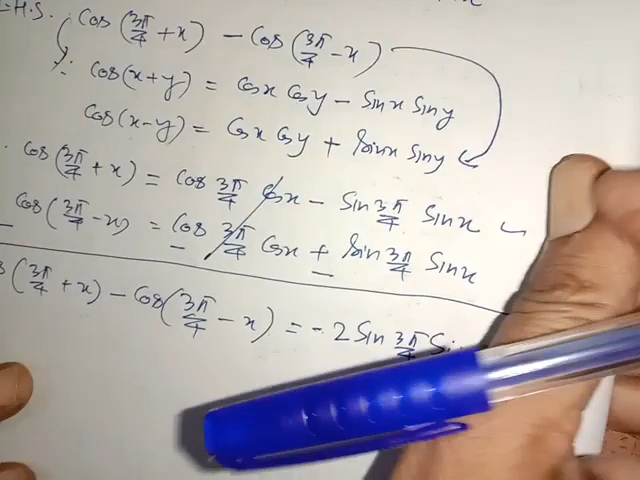 L.H.S. cos(3π/4 + x) - cos(3π/4 - x)
∵ cos(x+y) = cosx cosy - sinx siny
cos(x-y) = cosx cosy + sinx siny
cos(3π/4 + x) = cos 3π/4 cosx - sin 3π/4 sinx
cos(3π/4 - x) = cos 3π/4 cosx + sin 3π/4 sinx
(3π/4 + x) - cos(3π/4 - x) = -2 sin 3π/4